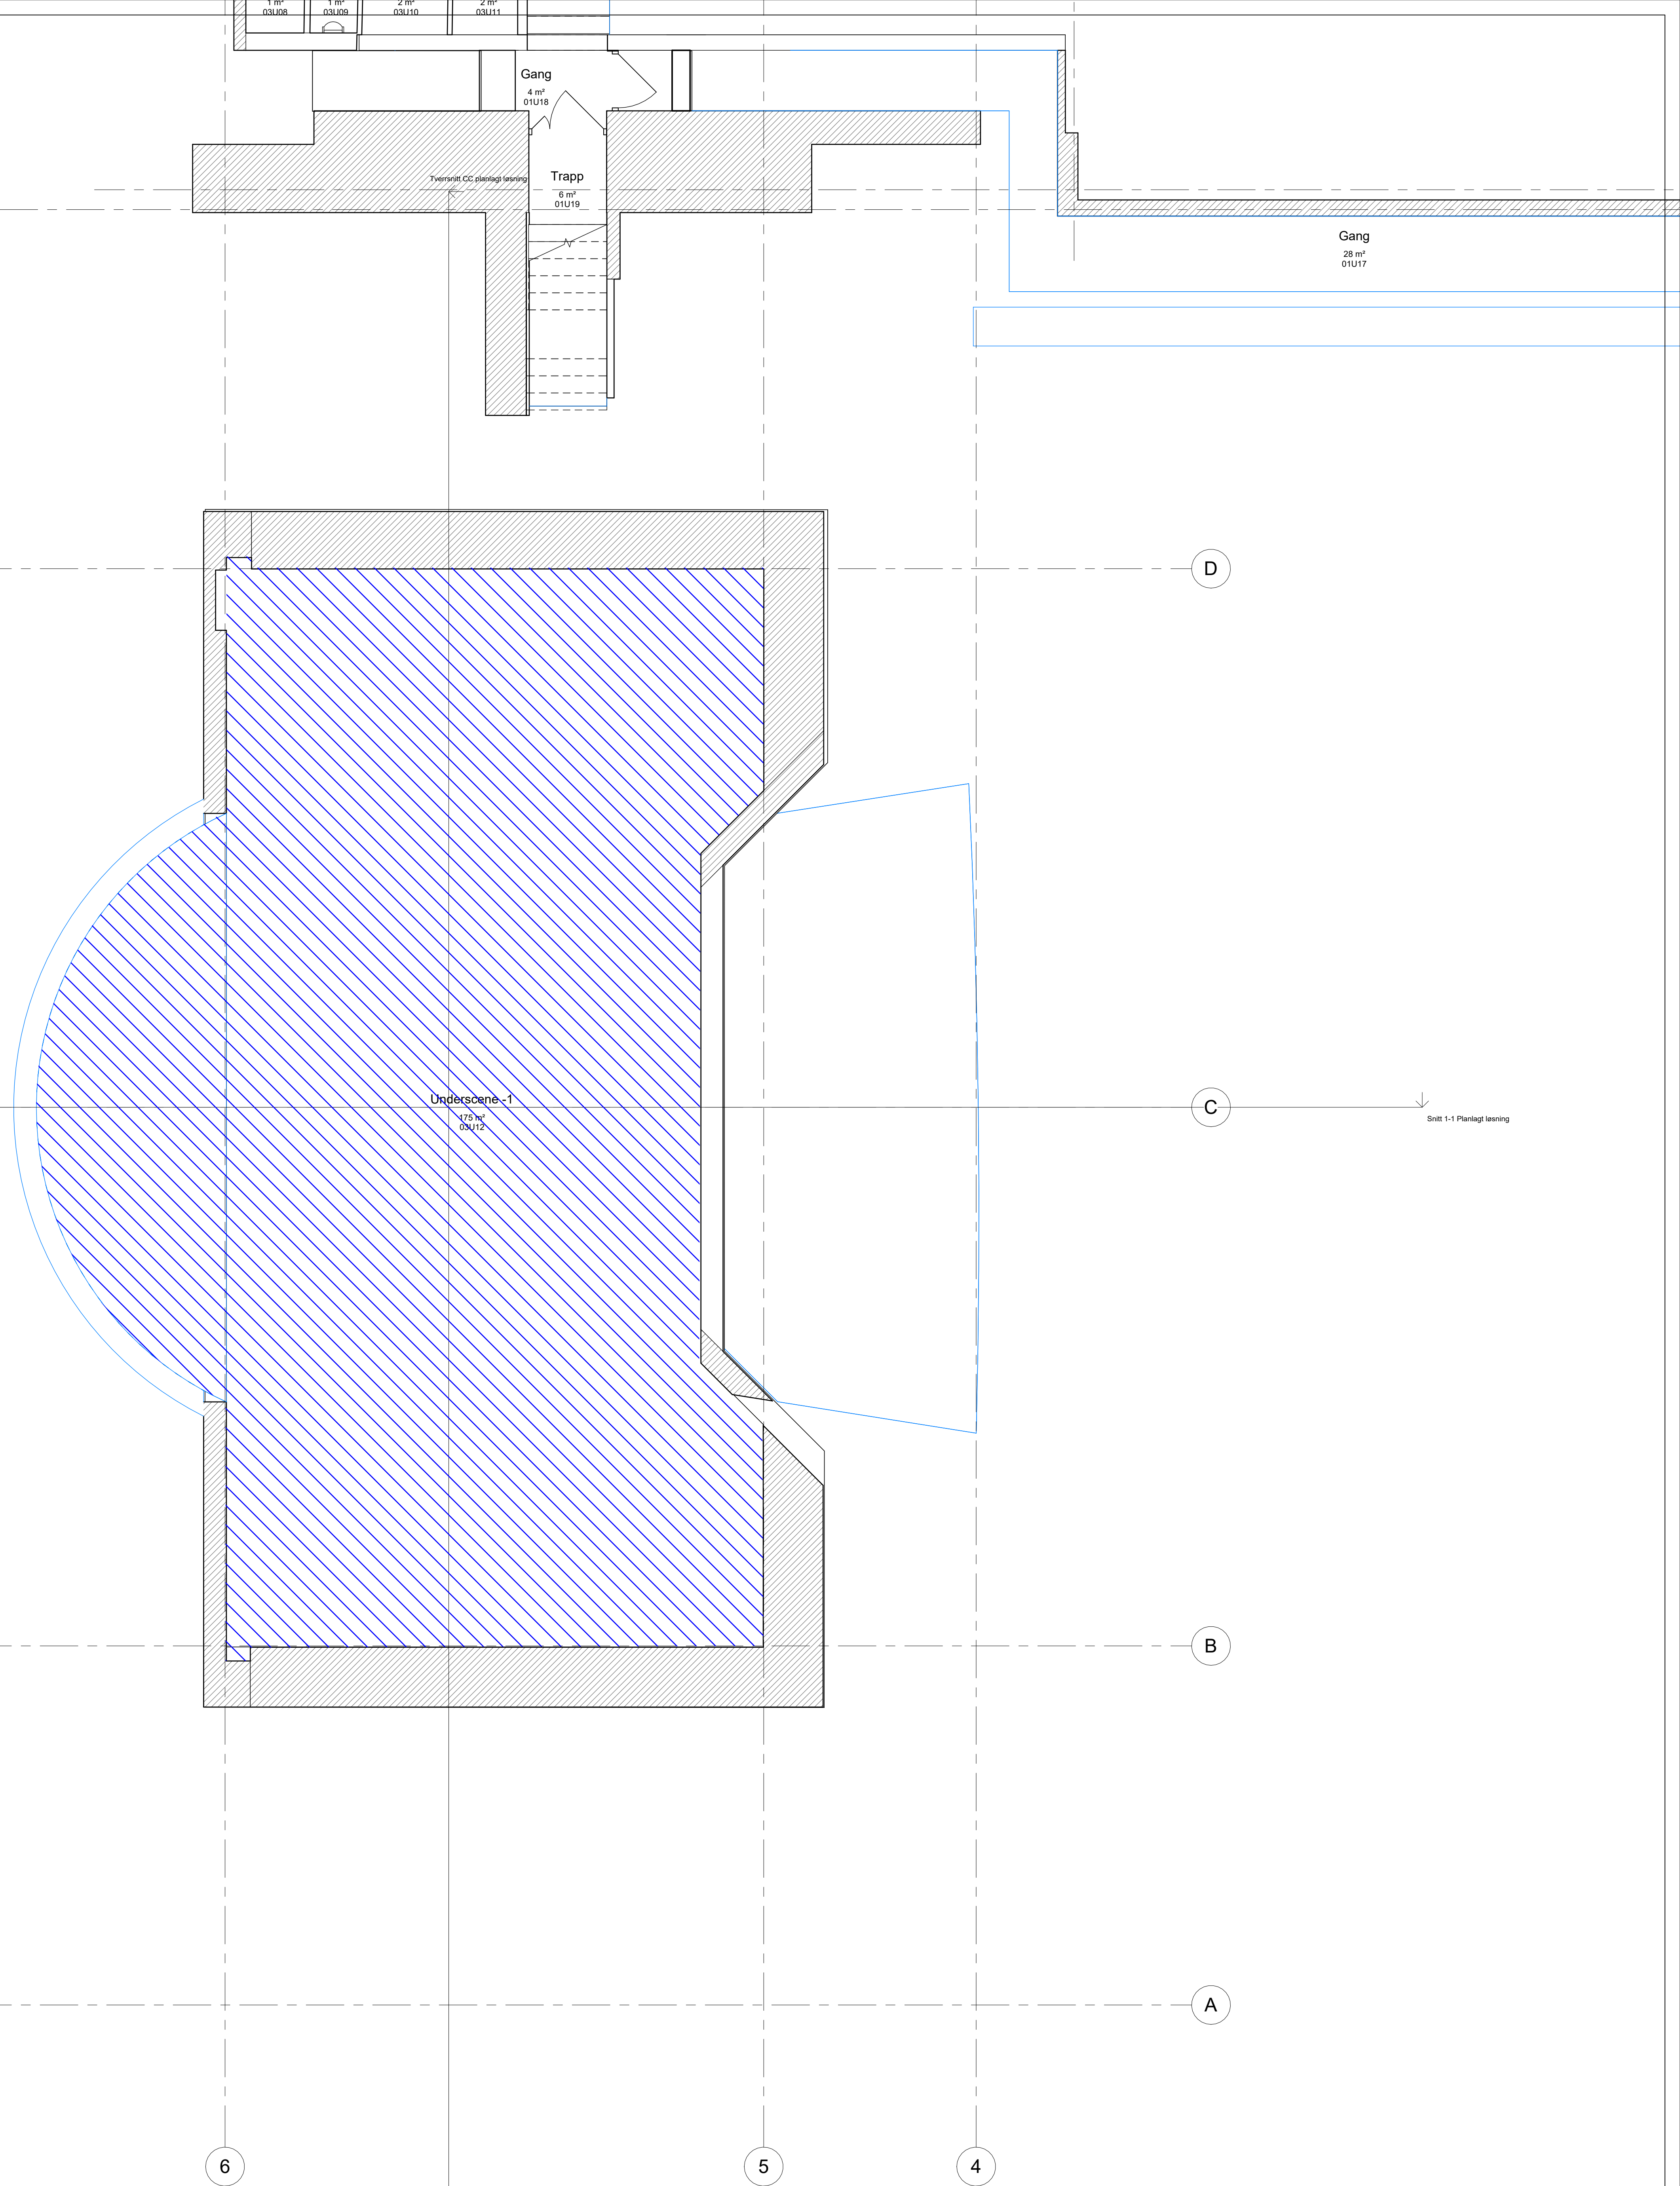 1 m²
03U08
1 m²
03U09
2 m²
03U10
2 m²
03U11
Gang
4 m²
01U18
Tverrsnitt CC planlagt løsning
Trapp
6 m²
01U19
Gang
28 m²
01U17
D
Underscene -1
175 m²
03U12
C
Snitt 1-1 Planlagt løsning
B
A
6
5
4